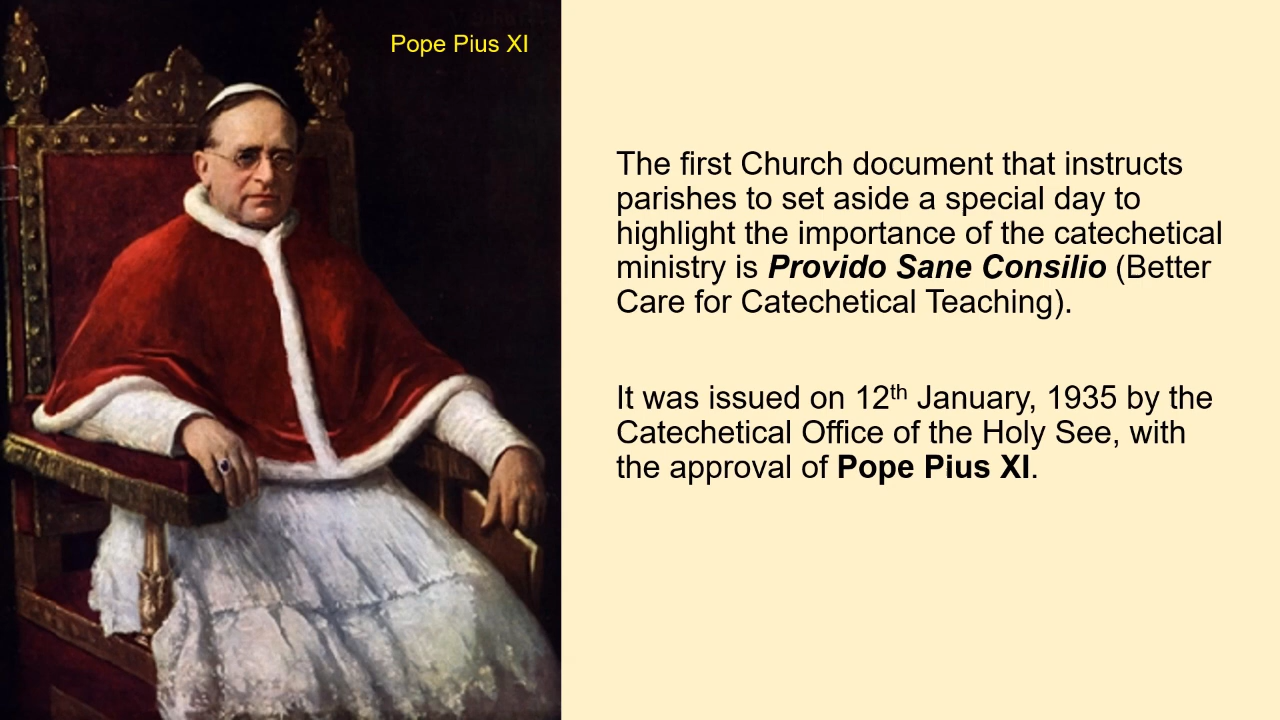 Pope Pius XI
The first Church document that instructs
parishes to set aside a special day to
highlight the importance of the catechetical
ministry is Provido Sane Consilio (Better
Care for Catechetical Teaching).
It was issued on 12th January, 1935 by the
Catechetical Office of the Holy See, with
the approval of Pope Pius XI.